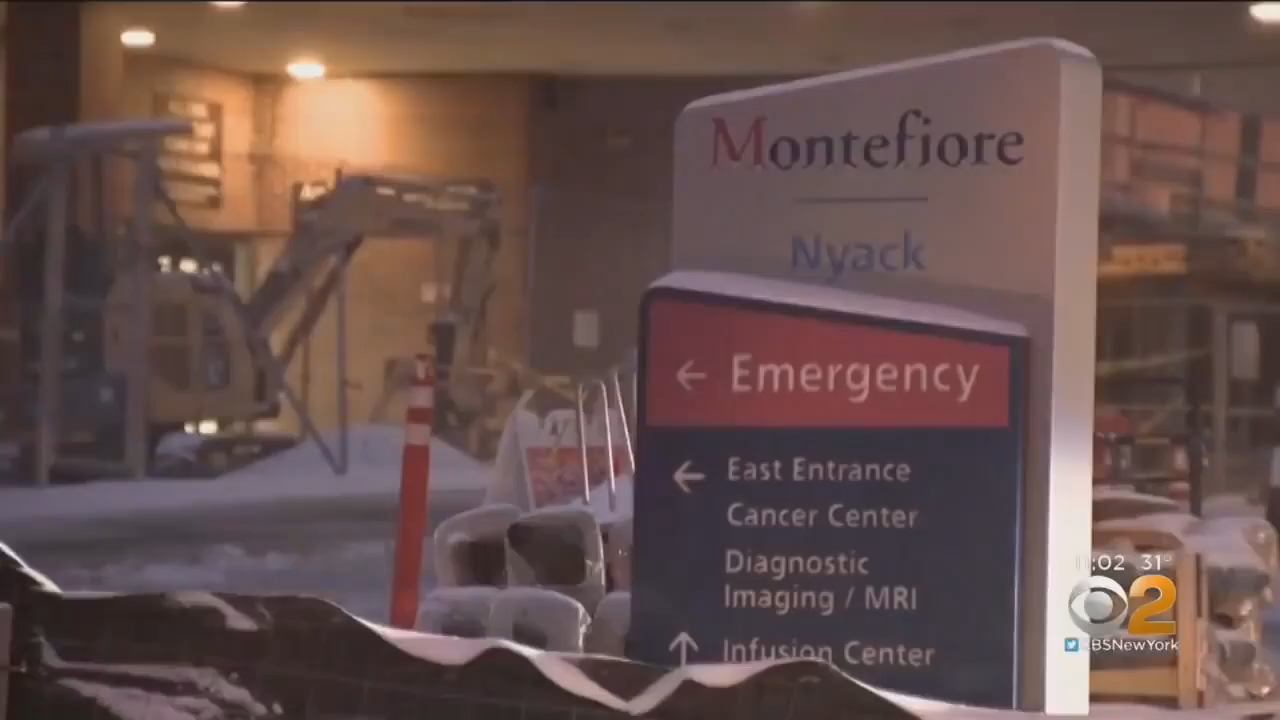 Montefiore
Nyack
← Emergency
← East Entrance
Cancer Center
Diagnostic
Imaging / MRI
↑ Infusion Center
11:02 31°
2
CBSNewYork